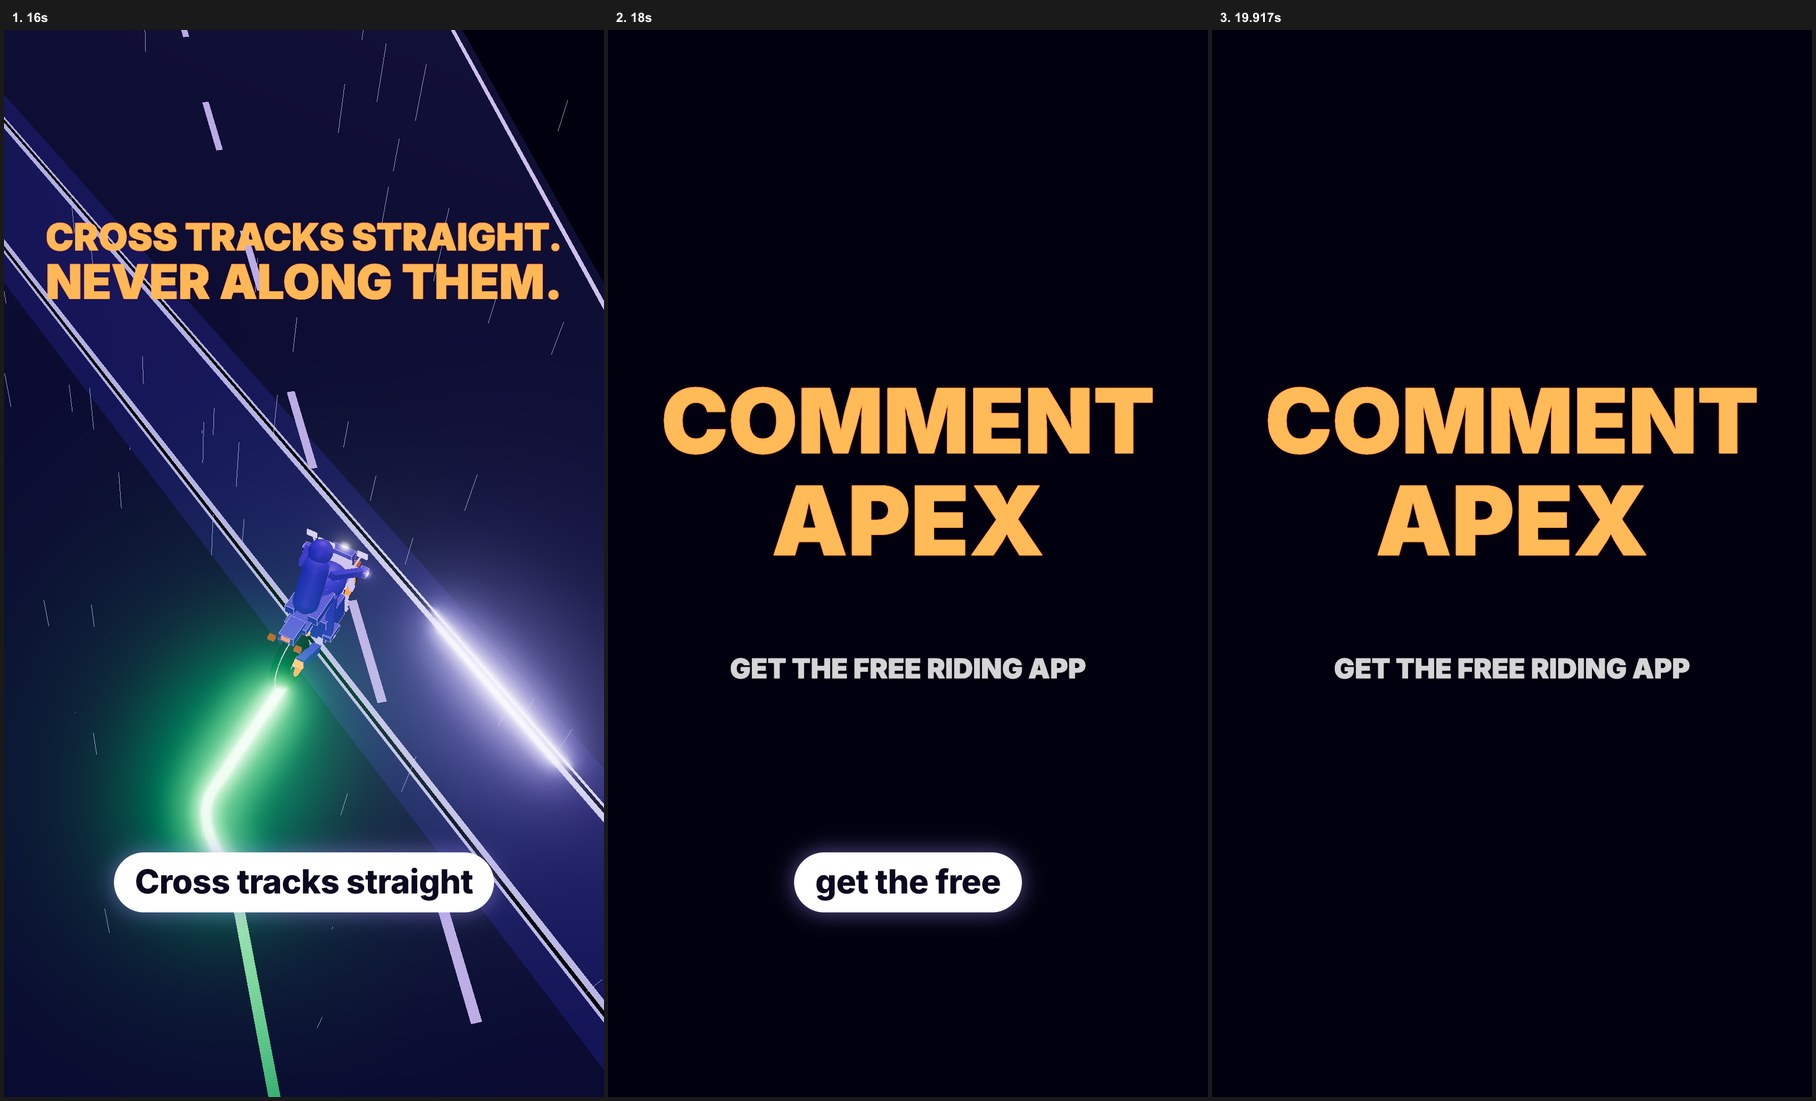 1. 16s
CROSS TRACKS STRAIGHT.
NEVER ALONG THEM.
Cross tracks straight
2. 18s
COMMENT
APEX
GET THE FREE RIDING APP
get the free
3. 19.917s
COMMENT
APEX
GET THE FREE RIDING APP